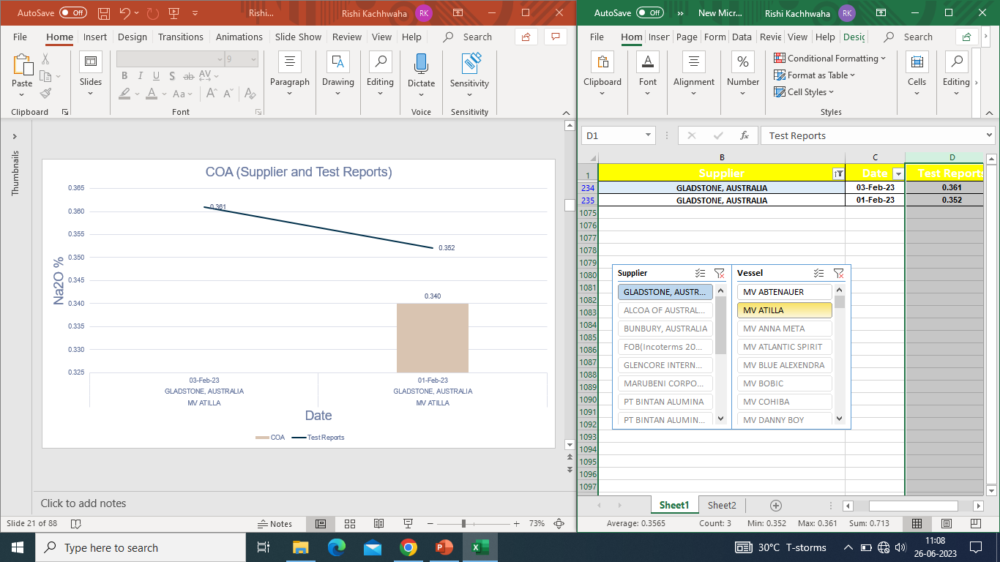 AutoSave Off Rishi... Rishi Kachhwaha RK
File Home Insert Design Transitions Animations Slide Show Review View Help Search
Paste Slides 9 Paragraph Drawing Editing Dictate Sensitivity
B I U S ab AV
A Aa A A A
Clipboard Font Voice Sensitivity
Thumbnails
COA (Supplier and Test Reports)
0.365
0.360
0.355
0.350
0.345
0.340
0.335
0.330
0.325
Na2O %
0.361
0.352
0.340
03-Feb-23 01-Feb-23
GLADSTONE, AUSTRALIA GLADSTONE, AUSTRALIA
MV ATILLA MV ATILLA
Date
COA Test Reports
Click to add notes
Slide 21 of 88 Notes 73%
AutoSave Off New Micr... Rishi Kachhwaha RK
File Hom Inser Page Form Data Revie View Help Desig Search
Clipboard Font Alignment Number Conditional Formatting Cells Editing
Format as Table
Cell Styles
Styles
D1 fx Test Reports
B C D
1 Supplier Date Test Reports
234 GLADSTONE, AUSTRALIA 03-Feb-23 0.361
235 GLADSTONE, AUSTRALIA 01-Feb-23 0.352
1075
1076
1077
1078
1079
1080
1081
1082
1083
1084
1085
1086
1087
1088
1089
1090
1091
1092
1093
1094
1095
1096
1097
Supplier Vessel
GLADSTONE, AUSTR... MV ABTENAUER
ALCOA OF AUSTRAL... MV ATILLA
BUNBURY, AUSTRALIA MV ANNA META
FOB(Incoterms 20... MV ATLANTIC SPIRIT
GLENCORE INTERN... MV BLUE ALEXENDRA
MARUBENI CORPO... MV BOBIC
PT BINTAN ALUMINA MV COHIBA
PT BINTAN ALUMIN... MV DANNY BOY
Sheet1 Sheet2
Average: 0.3565 Count: 3 Min: 0.352 Max: 0.361 Sum: 0.713
Type here to search 30°C T-storms 11:08
26-06-2023